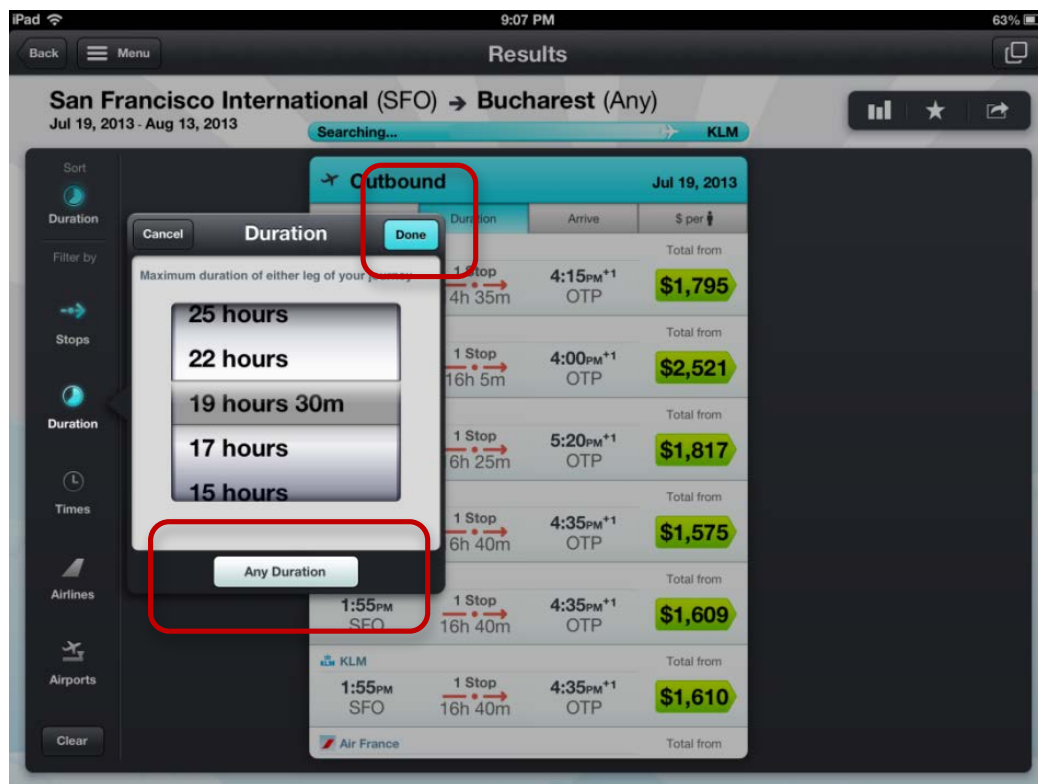 iPad 9:07 PM 63%
Back Menu Results
San Francisco International (SFO) → Bucharest (Any)
Jul 19, 2013 - Aug 13, 2013
Searching... KLM
Sort
Duration
Filter by
Stops
Duration
Times
Airlines
Airports
Clear
Cancel Duration Done
Maximum duration of either leg of your journey
25 hours
22 hours
19 hours 30m
17 hours
15 hours
Any Duration
Outbound Jul 19, 2013
Duration Arrive $ per
Total from
1 Stop 4:15PM+1 $1,795
4h 35m OTP
Total from
1 Stop 4:00PM+1 $2,521
16h 5m OTP
Total from
1 Stop 5:20PM+1 $1,817
6h 25m OTP
Total from
1 Stop 4:35PM+1 $1,575
6h 40m OTP
Total from
1:55PM 1 Stop 4:35PM+1 $1,609
SFO 16h 40m OTP
KLM Total from
1:55PM 1 Stop 4:35PM+1 $1,610
SFO 16h 40m OTP
Air France Total from